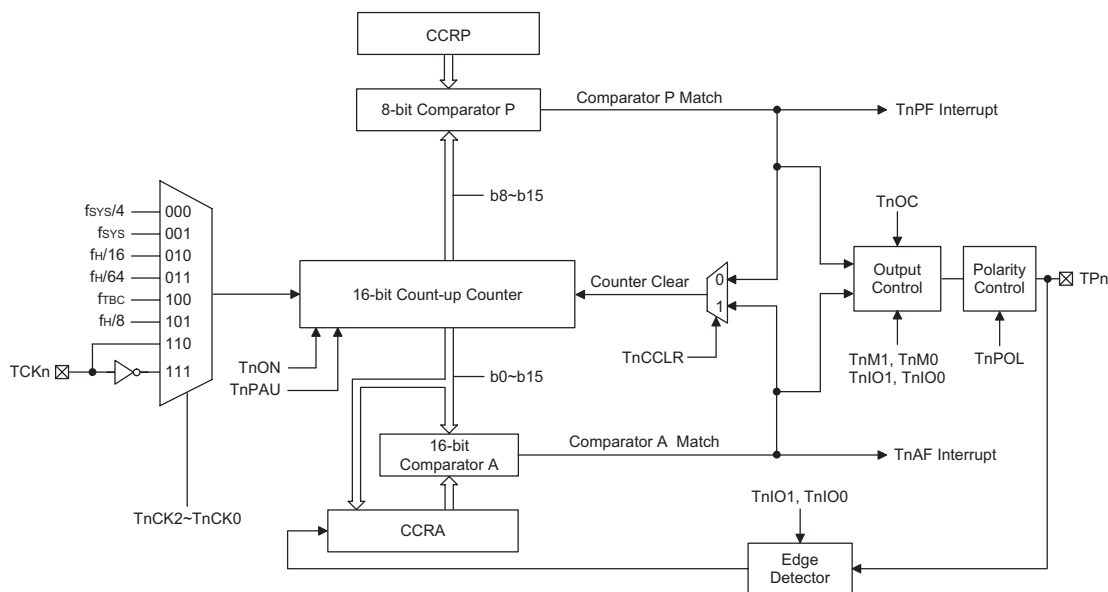 CCRP
8-bit Comparator P
Comparator P Match
TnPF Interrupt
b8~b15
fSYS/4
000
fSYS
001
fH/16
010
fH/64
011
fTBC
100
fH/8
101
110
111
TCKn
TnCK2~TnCK0
16-bit Count-up Counter
TnON
TnPAU
Counter Clear
0
1
TnCCLR
TnOC
Output
Control
TnM1, TnM0
TnIO1, TnIO0
Polarity
Control
TnPOL
TPn
b0~b15
16-bit
Comparator A
Comparator A Match
TnAF Interrupt
CCRA
TnIO1, TnIO0
Edge
Detector